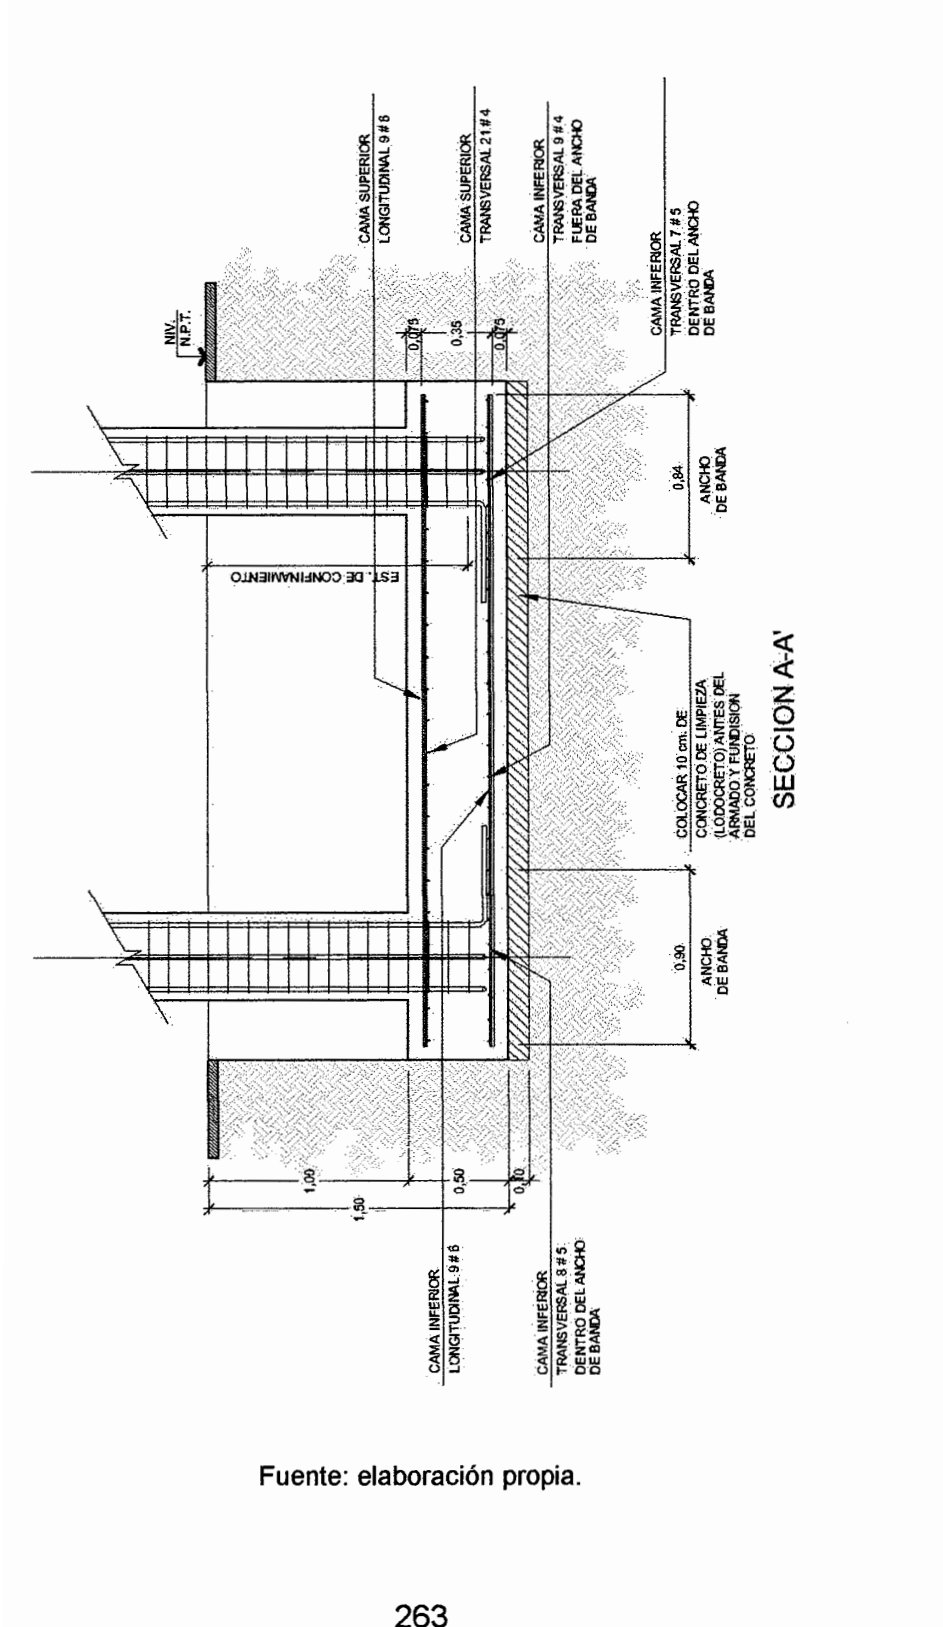 NIV.
N.P.T.
CAMA SUPERIOR
LONGITUDINAL 9 # 6
CAMA SUPERIOR
TRANSVERSAL 21 # 4
CAMA INFERIOR
TRANSVERSAL 9 # 4
FUERA DEL ANCHO
DE BANDA
CAMA INFERIOR
TRANSVERSAL 7 # 5
DENTRO DEL ANCHO
DE BANDA
0,075
0,35
0,075
EST. DE CONFINAMIENTO
0,84
ANCHO
DE BANDA
COLOCAR 10 cm. DE
CONCRETO DE LIMPIEZA
(LODOCRETO) ANTES DEL
ARMADO Y FUNDISION
DEL CONCRETO
0,90
ANCHO
DE BANDA
1,00
0,50
0,10
1,50
CAMA INFERIOR
LONGITUDINAL 9 # 6
CAMA INFERIOR
TRANSVERSAL 8 # 5
DENTRO DEL ANCHO
DE BANDA
SECCION A-A'
Fuente: elaboración propia.
263